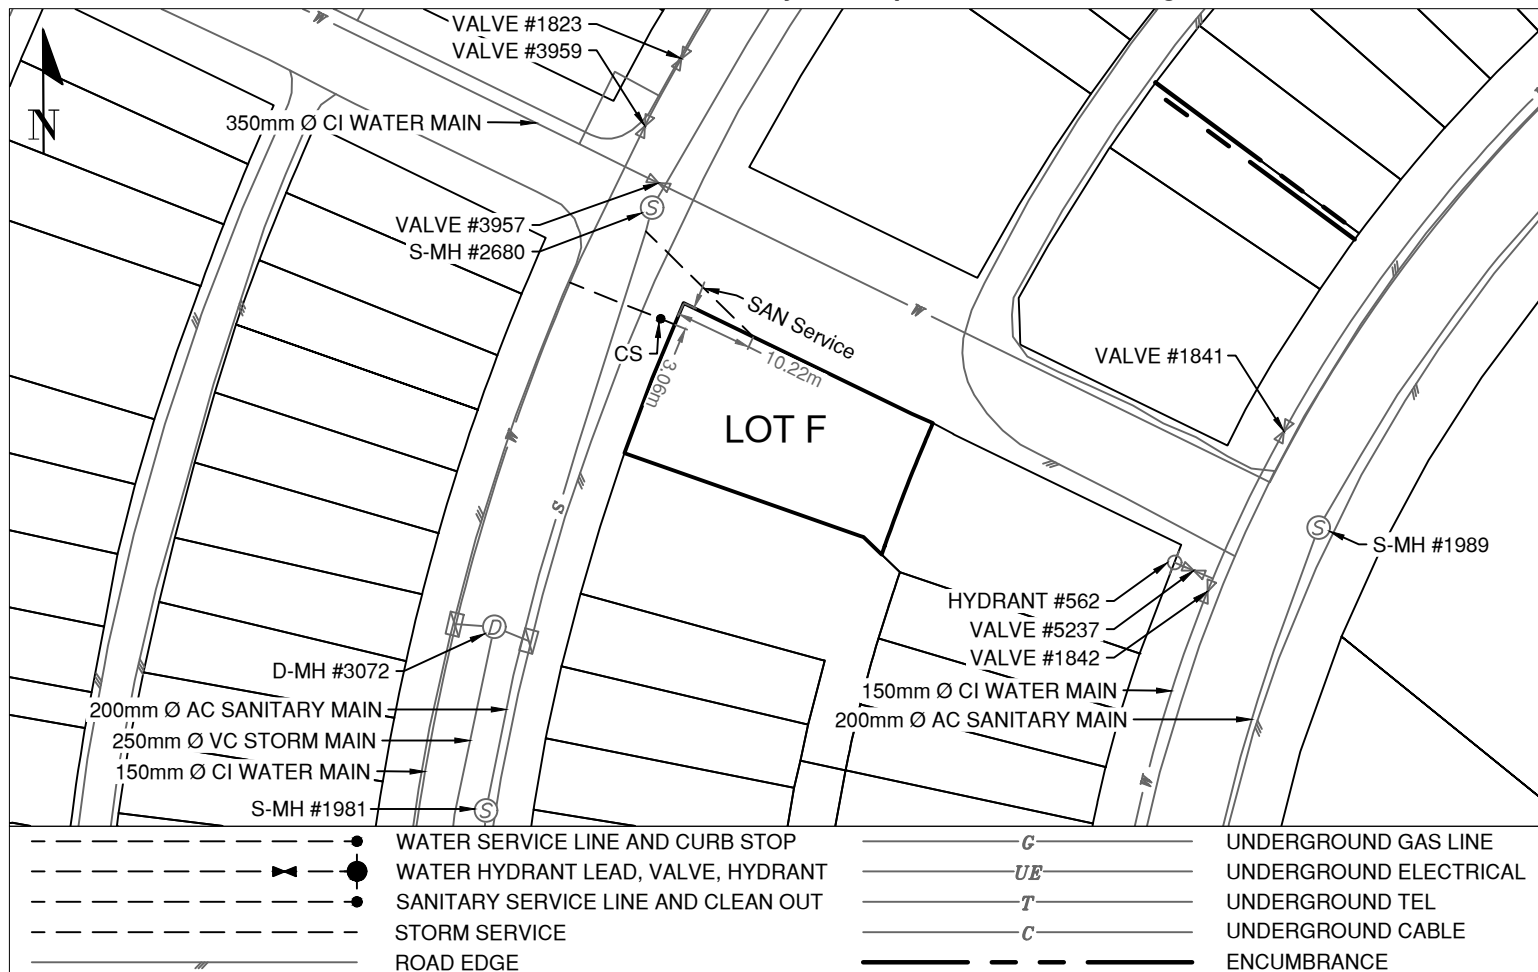 VALVE #1823
VALVE #3959
N
350mm Ø CI WATER MAIN
W
VALVE #3957
S-MH #2680
S
W
SAN Service
CS
10.22m
3.06m
LOT F
VALVE #1841
W
S
S
S-MH #1989
HYDRANT #562
VALVE #5237
VALVE #1842
D
D-MH #3072
150mm Ø CI WATER MAIN
200mm Ø AC SANITARY MAIN
200mm Ø AC SANITARY MAIN
250mm Ø VC STORM MAIN
150mm Ø CI WATER MAIN
W
S-MH #1981
S
WATER SERVICE LINE AND CURB STOP
WATER HYDRANT LEAD, VALVE, HYDRANT
SANITARY SERVICE LINE AND CLEAN OUT
STORM SERVICE
ROAD EDGE
G UNDERGROUND GAS LINE
UE UNDERGROUND ELECTRICAL
T UNDERGROUND TEL
C UNDERGROUND CABLE
ENCUMBRANCE